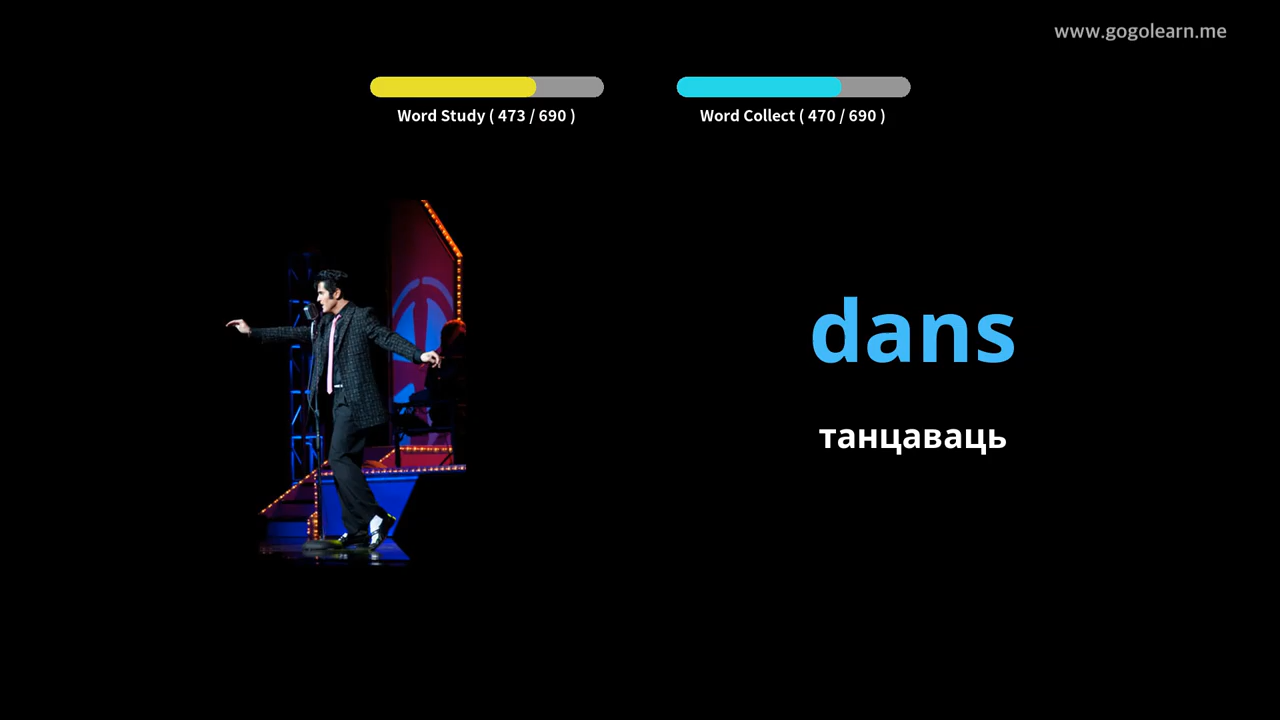 www.gogolearn.me
Word Study ( 473 / 690 )
Word Collect ( 470 / 690 )
dans
танцаваць